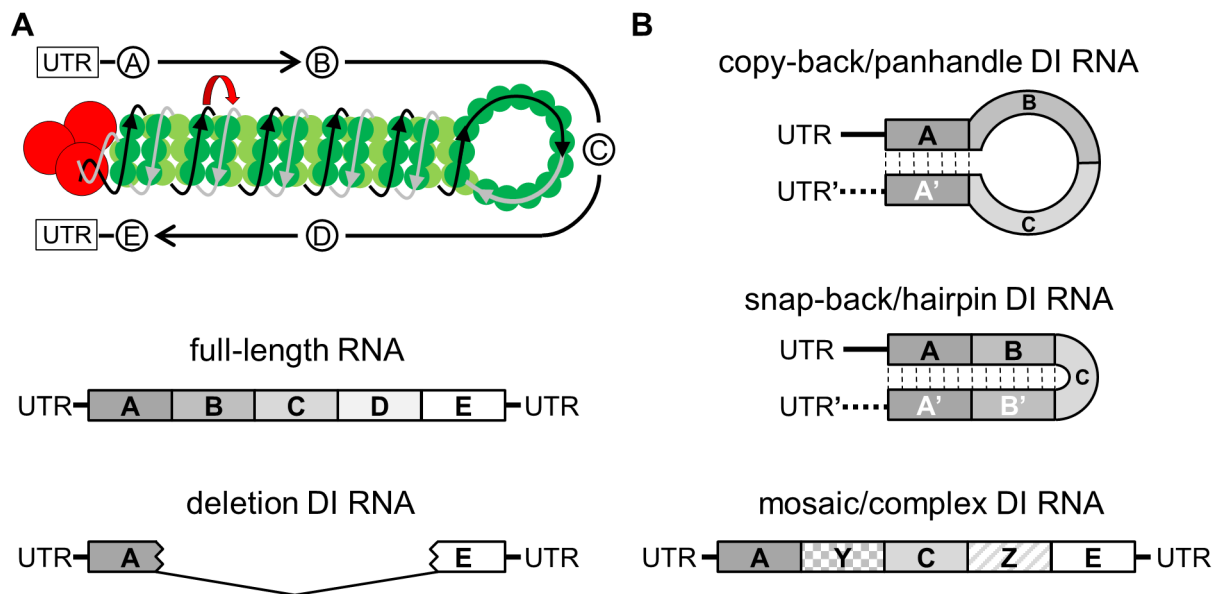 A
UTR A B
C
UTR E D
full-length RNA
UTR A B C D E UTR
deletion DI RNA
UTR A E UTR
B
copy-back/panhandle DI RNA
B
UTR A
UTR' A'
C
snap-back/hairpin DI RNA
UTR A B
C
UTR' A' B'
mosaic/complex DI RNA
UTR A Y C Z E UTR